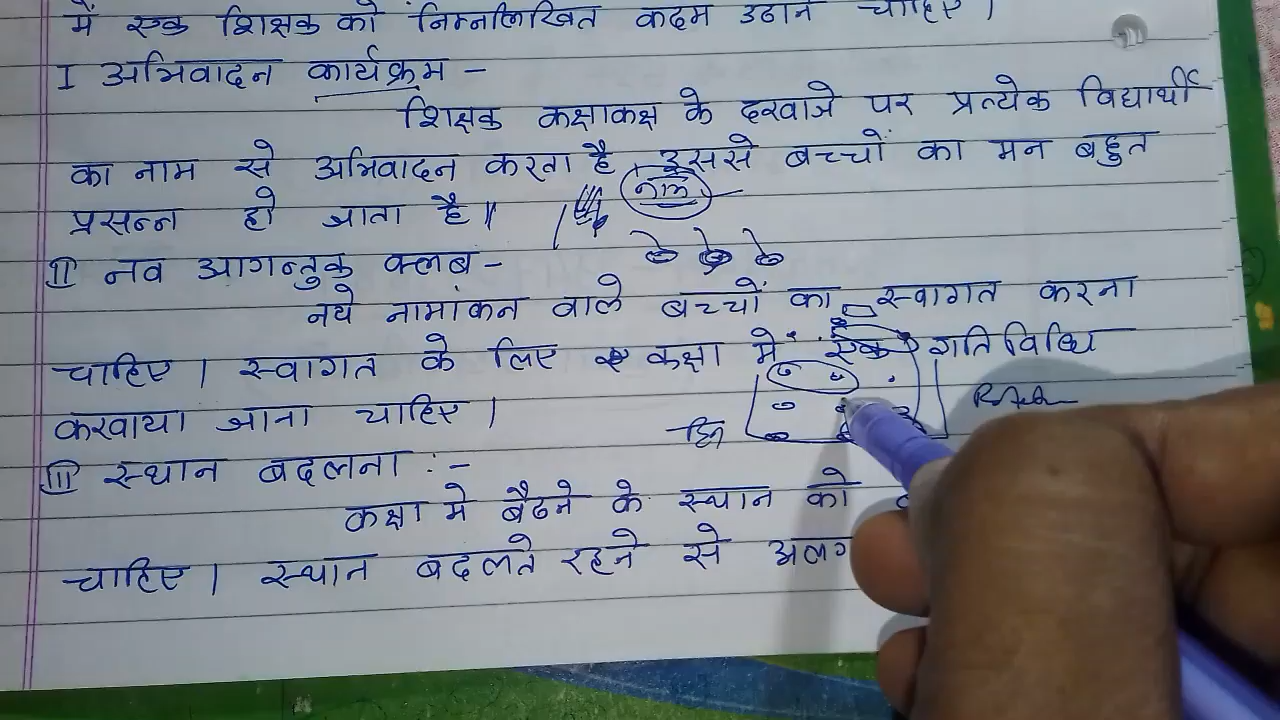 में एक शिक्षक को निम्नलिखित कदम उठाने चाहिए।
I अभिवादन कार्यक्रम –
शिक्षक कक्षाकक्ष के दरवाजे पर प्रत्येक विद्यार्थी
का नाम से अभिवादन करता है, इससे बच्चों का मन बहुत
प्रसन्न हो जाता है॥
नाम
II नव आगन्तुक क्लब –
नये नामांकन वाले बच्चों का स्वागत करना
चाहिए। स्वागत के लिए कक्षा में एक गतिविधि
करवाया जाना चाहिए।
III स्थान बदलना :-
कक्षा मे बैठने के स्थान को
चाहिए। स्थान बदलते रहने से अलग